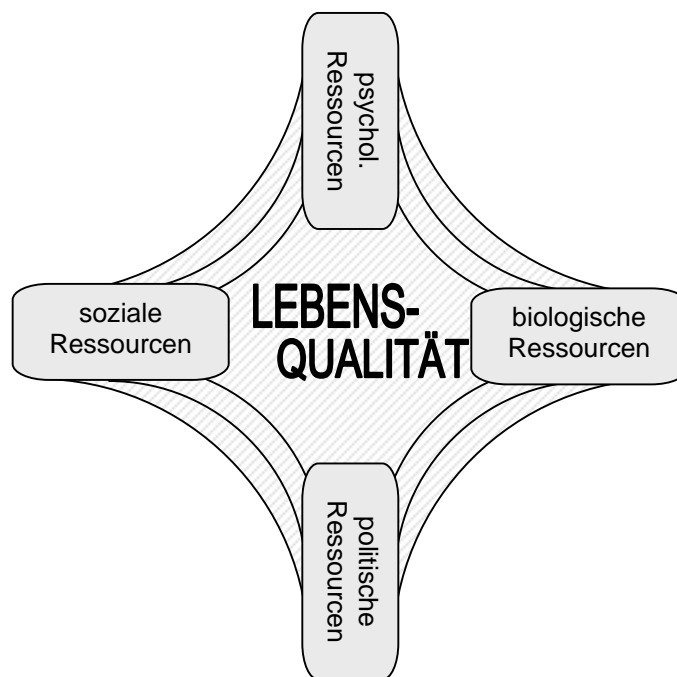 psychol.
Ressourcen
soziale
Ressourcen
LEBENS-
QUALITÄT
biologische
Ressourcen
politische
Ressourcen